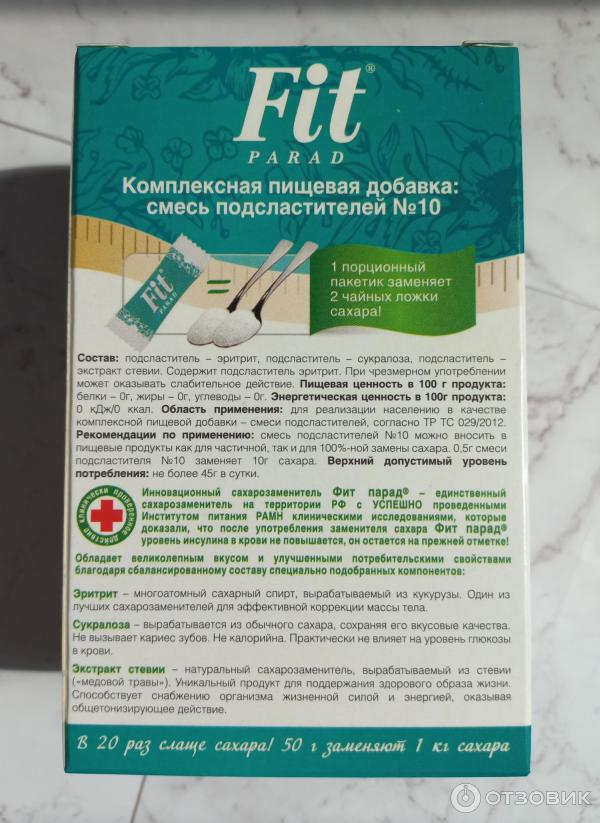 Fit®
PARAD
Комплексная пищевая добавка:
смесь подсластителей №10
1 порционный
пакетик заменяет
2 чайных ложки
сахара!
Fit
PARAD
=
Состав: подсластитель – эритрит, подсластитель – сукралоза, подсластитель –
экстракт стевии. Содержит подсластитель эритрит. При чрезмерном употреблении
может оказывать слабительное действие. Пищевая ценность в 100 г продукта:
белки – 0г, жиры – 0г, углеводы – 0г. Энергетическая ценность в 100г продукта:
0 кДж/0 ккал. Область применения: для реализации населению в качестве
комплексной пищевой добавки – смеси подсластителей, согласно ТР ТС 029/2012.
Рекомендации по применению: смесь подсластителей №10 можно вносить в
пищевые продукты как для частичной, так и для 100%-ной замены сахара. 0,5г смеси
подсластителя №10 заменяет 10г сахара. Верхний допустимый уровень
потребления: не более 45г в сутки.
клинически проверенное действие
Инновационный сахарозаменитель Фит парад® – единственный
сахарозаменитель на территории РФ с УСПЕШНО проведенными
Институтом питания РАМН клиническими исследованиями, которые
доказали, что после употребления заменителя сахара Фит парад®
уровень инсулина в крови не повышается, он остается на прежней отметке!
Обладает великолепным вкусом и улучшенными потребительскими свойствами
благодаря сбалансированному составу специально подобранных компонентов:
Эритрит – многоатомный сахарный спирт, вырабатываемый из кукурузы. Один из
лучших сахарозаменителей для эффективной коррекции массы тела.
Сукралоза – вырабатывается из обычного сахара, сохраняя его вкусовые качества.
Не вызывает кариес зубов. Не калорийна. Практически не влияет на уровень глюкозы
в крови.
Экстракт стевии – натуральный сахарозаменитель, вырабатываемый из стевии
(«медовой травы»). Уникальный продукт для поддержания здорового образа жизни.
Способствует снабжению организма жизненной силой и энергией, оказывая
общетонизирующее действие.
В 20 раз слаще сахара! 50 г заменяют 1 кг сахара
ОТЗОВИК